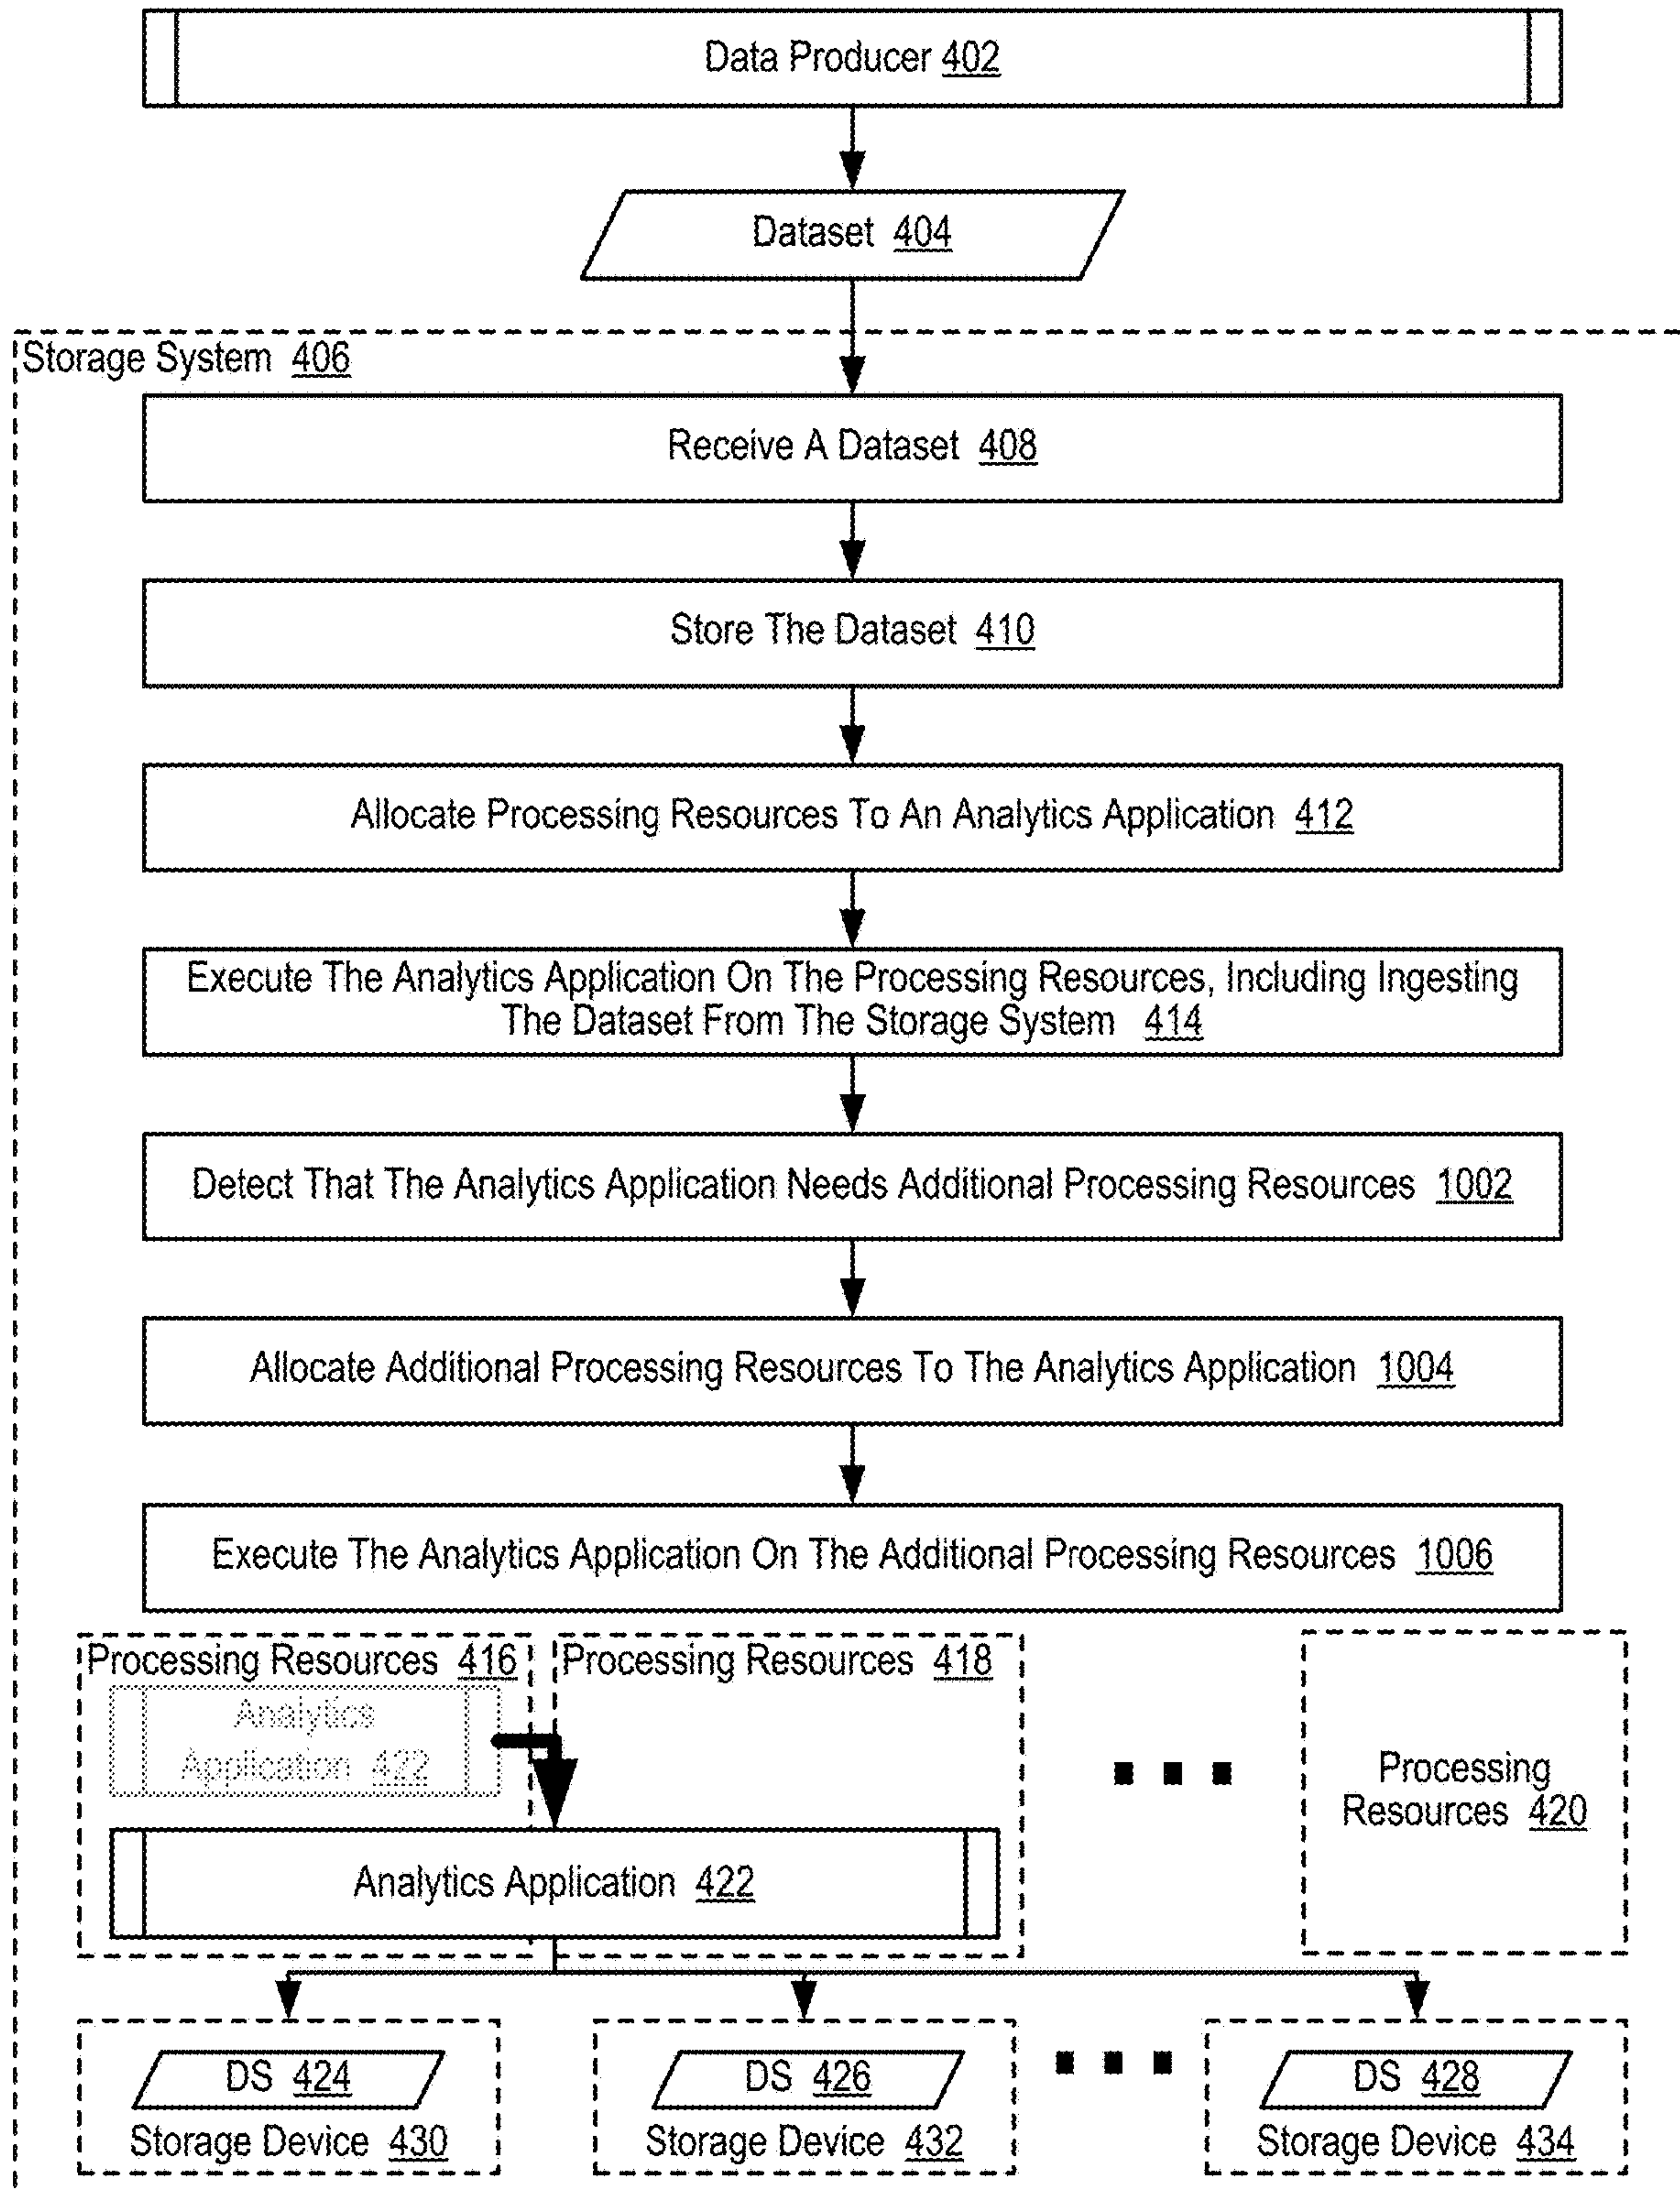 Data Producer 402
Dataset 404
Storage System 406
Receive A Dataset 408
Store The Dataset 410
Allocate Processing Resources To An Analytics Application 412
Execute The Analytics Application On The Processing Resources, Including Ingesting
The Dataset From The Storage System 414
Detect That The Analytics Application Needs Additional Processing Resources 1002
Allocate Additional Processing Resources To The Analytics Application 1004
Execute The Analytics Application On The Additional Processing Resources 1006
Processing Resources 416
Analytics
Application 422
Processing Resources 418
Processing
Resources 420
Analytics Application 422
DS 424
Storage Device 430
DS 426
Storage Device 432
DS 428
Storage Device 434